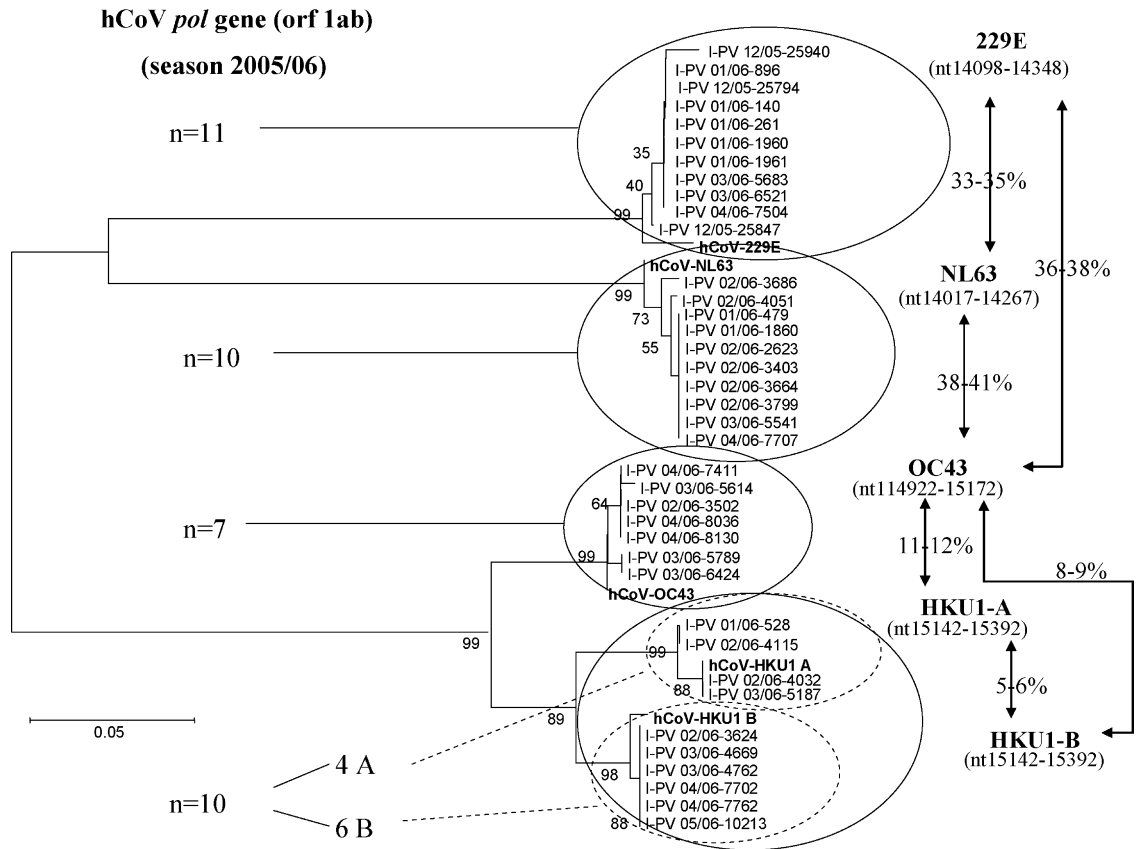 hCoV pol gene (orf 1ab)
(season 2005/06)
n=11
35
40
99
I-PV 12/05-25940
I-PV 01/06-896
I-PV 12/05-25794
I-PV 01/06-140
I-PV 01/06-261
I-PV 01/06-1960
I-PV 01/06-1961
I-PV 03/06-5683
I-PV 03/06-6521
I-PV 04/06-7504
I-PV 12/05-25847
hCoV-229E
n=10
99
73
55
hCoV-NL63
I-PV 02/06-3686
I-PV 02/06-4051
I-PV 01/06-479
I-PV 01/06-1860
I-PV 02/06-2623
I-PV 02/06-3403
I-PV 02/06-3664
I-PV 02/06-3799
I-PV 03/06-5541
I-PV 04/06-7707
n=7
64
99
I-PV 04/06-7411
I-PV 03/06-5614
I-PV 02/06-3502
I-PV 04/06-8036
I-PV 04/06-8130
I-PV 03/06-5789
I-PV 03/06-6424
hCoV-OC43
99
89
99
88
I-PV 01/06-528
I-PV 02/06-4115
hCoV-HKU1 A
I-PV 02/06-4032
I-PV 03/06-5187
98
88
hCoV-HKU1 B
I-PV 02/06-3624
I-PV 03/06-4669
I-PV 03/06-4762
I-PV 04/06-7702
I-PV 04/06-7762
I-PV 05/06-10213
0.05
n=10
4 A
6 B
229E
(nt14098-14348)
33-35%
36-38%
NL63
(nt14017-14267)
38-41%
OC43
(nt114922-15172)
11-12%
8-9%
HKU1-A
(nt15142-15392)
5-6%
HKU1-B
(nt15142-15392)